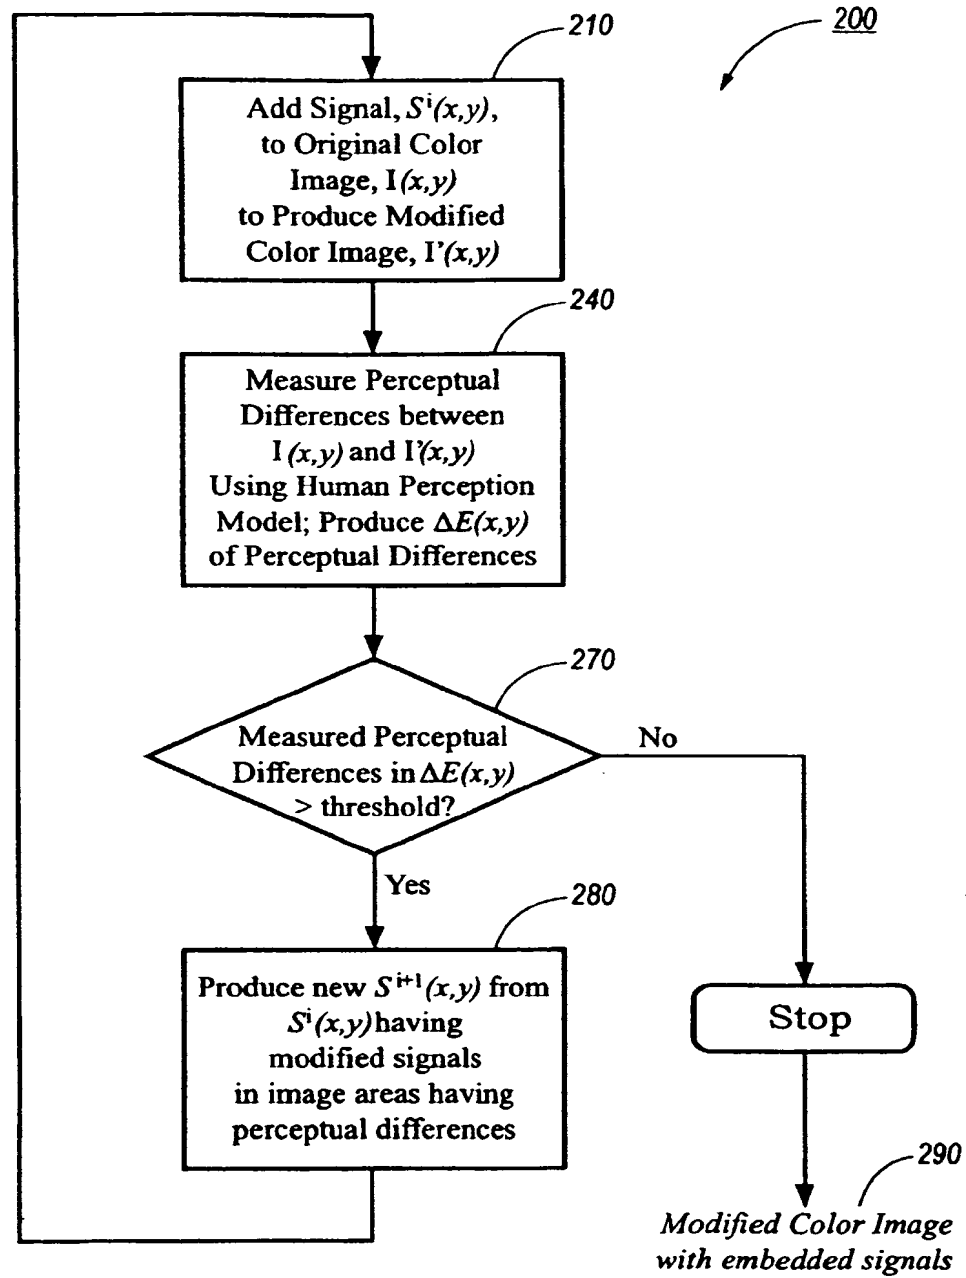 200
210
Add Signal, Sⁱ(x,y),
to Original Color
Image, I(x,y)
to Produce Modified
Color Image, I'(x,y)
240
Measure Perceptual
Differences between
I(x,y) and I'(x,y)
Using Human Perception
Model; Produce ΔE(x,y)
of Perceptual Differences
270
Measured Perceptual
Differences in ΔE(x,y)
> threshold?
No
Yes
280
Produce new Sⁱ⁺¹(x,y) from
Sⁱ(x,y) having
modified signals
in image areas having
perceptual differences
Stop
290
Modified Color Image
with embedded signals